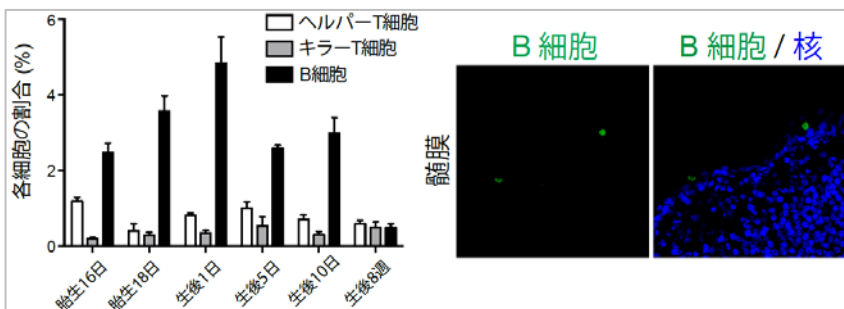 各細胞の割合 (%)
6
4
2
0
ヘルパーT細胞
キラーT細胞
B細胞
胎生16日
胎生18日
生後1日
生後5日
生後10日
生後8週
B 細胞
B 細胞 / 核
髄膜